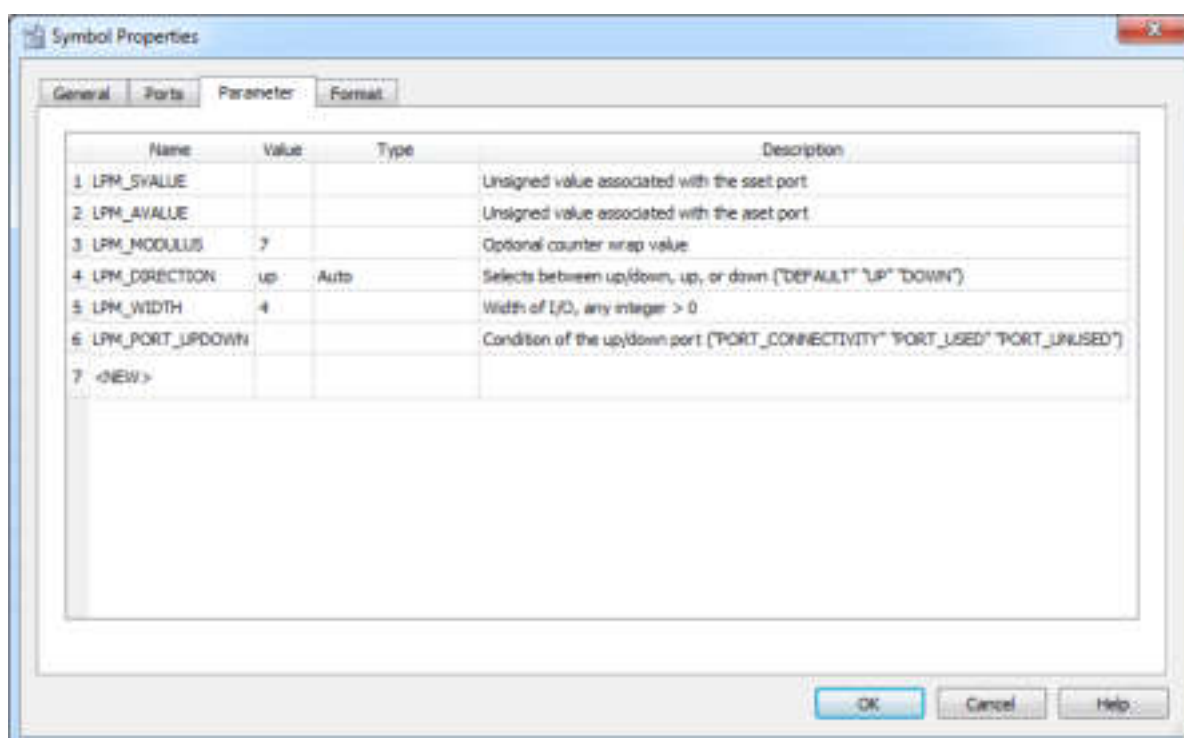 Symbol Properties
General Ports Parameter Format
Name Value Type Description
1 LPM_SVALUE Unsigned value associated with the sset port
2 LPM_AVALUE Unsigned value associated with the aset port
3 LPM_MODULUS 7 Optional counter wrap value
4 LPM_DIRECTION up Auto Selects between up/down, up, or down ("DEFAULT" "UP" "DOWN")
5 LPM_WIDTH 4 Width of I/O, any integer > 0
6 LPM_PORT_UPDOWN Condition of the up/down port ("PORT_CONNECTIVITY" "PORT_USED" "PORT_UNUSED")
7 <NEW>
OK Cancel Help